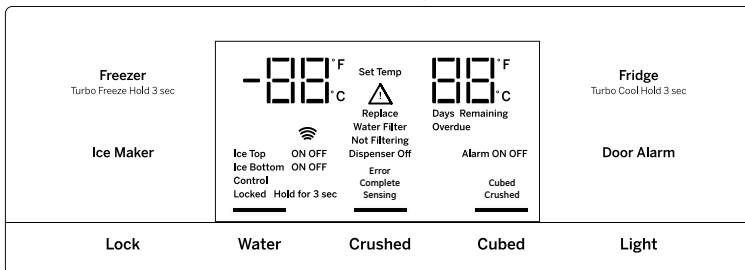 Freezer
Turbo Freeze Hold 3 sec
Ice Maker
-88 °F
°C
Set Temp
88 °F
°C
Replace
Water Filter
Not Filtering
Dispenser Off
Days Remaining
Overdue
Ice Top ON OFF
Ice Bottom ON OFF
Control
Locked Hold for 3 sec
Error
Complete
Sensing
Alarm ON OFF
Cubed
Crushed
Fridge
Turbo Cool Hold 3 sec
Door Alarm
Lock Water Crushed Cubed Light